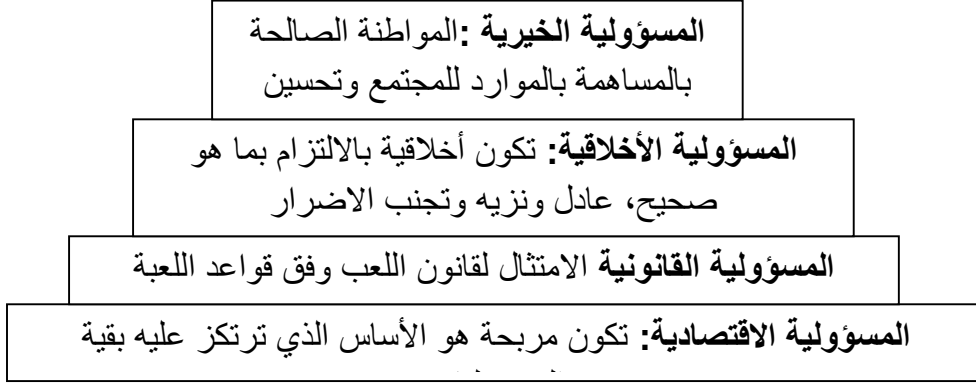 المسؤولية الخيرية :المواطنة الصالحة
بالمساهمة بالموارد للمجتمع وتحسين
المسؤولية الأخلاقية: تكون أخلاقية بالالتزام بما هو
صحيح، عادل ونزيه وتجنب الاضرار
المسؤولية القانونية الامتثال لقانون اللعب وفق قواعد اللعبة
المسؤولية الاقتصادية: تكون مربحة هو الأساس الذي ترتكز عليه بقية